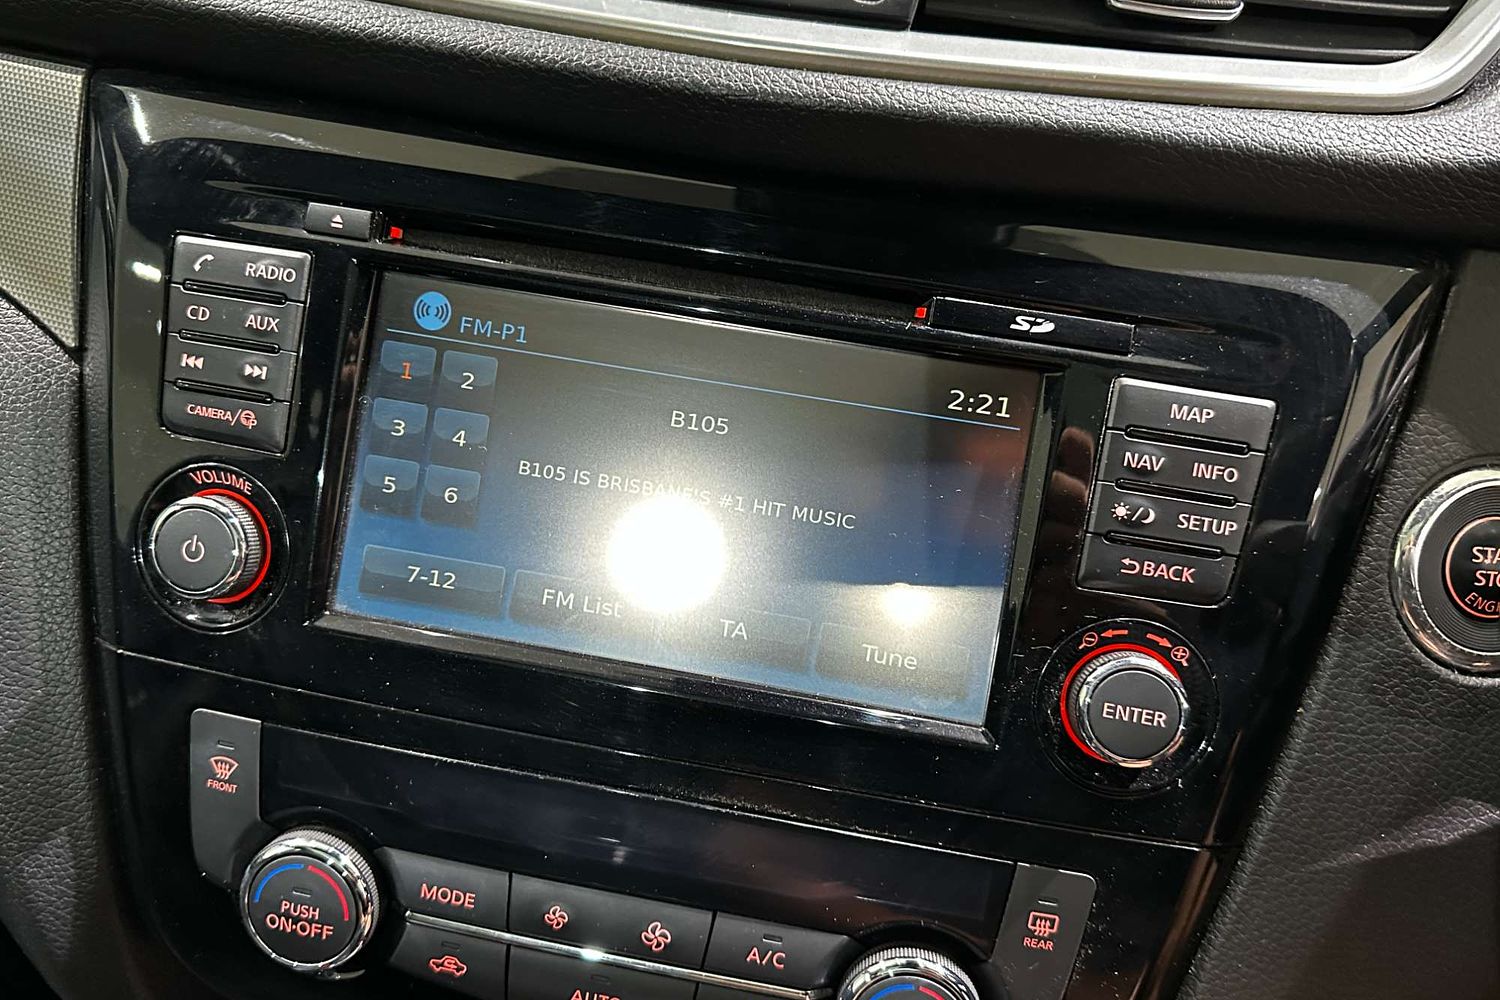 RADIO
CD AUX
CAMERA/
VOLUME
FM-P1
2:21
1 2
3 4
5 6
B105
B105 IS BRISBANE'S #1 HIT MUSIC
7-12
FM List
TA
Tune
SD
MAP
NAV INFO
SETUP
BACK
ENTER
FRONT
PUSH
ON•OFF
MODE
A/C
AUTO
REAR